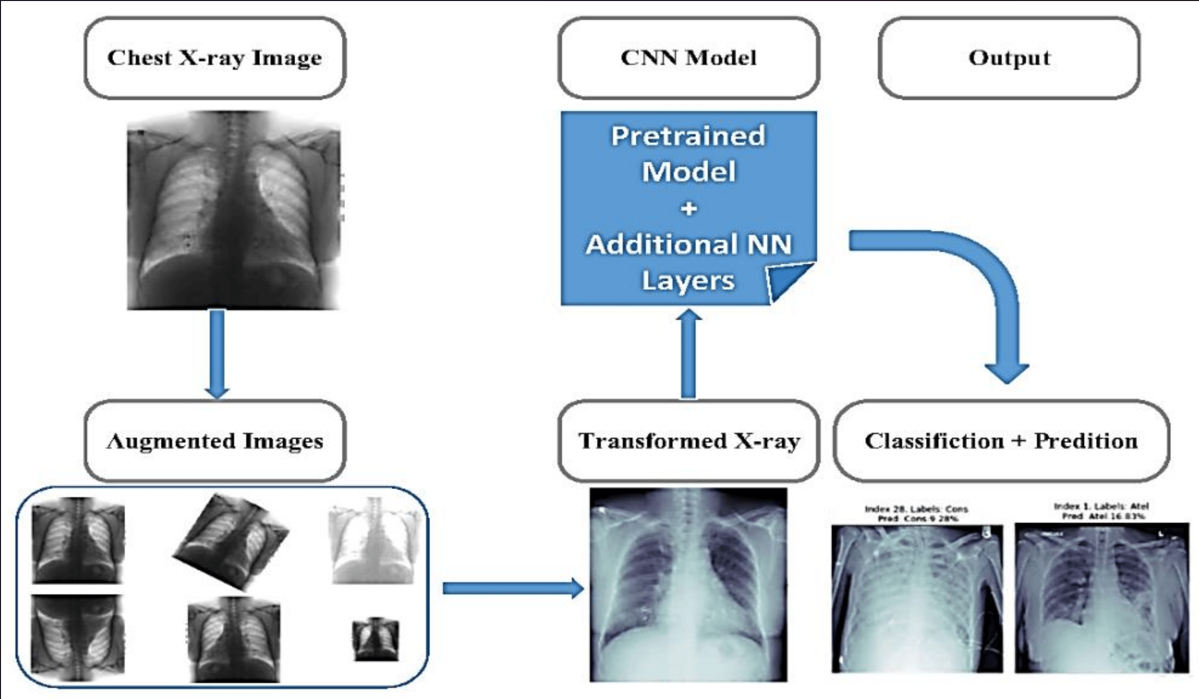 Chest X-ray Image
CNN Model
Output
Pretrained
Model
+
Additional NN
Layers
Augmented Images
Transformed X-ray
Classifiction + Predition
Index 28. Labels: Cons
Pred: Cons 9.28%
Index 1. Labels: Atel
Pred: Atel 16.83%
L